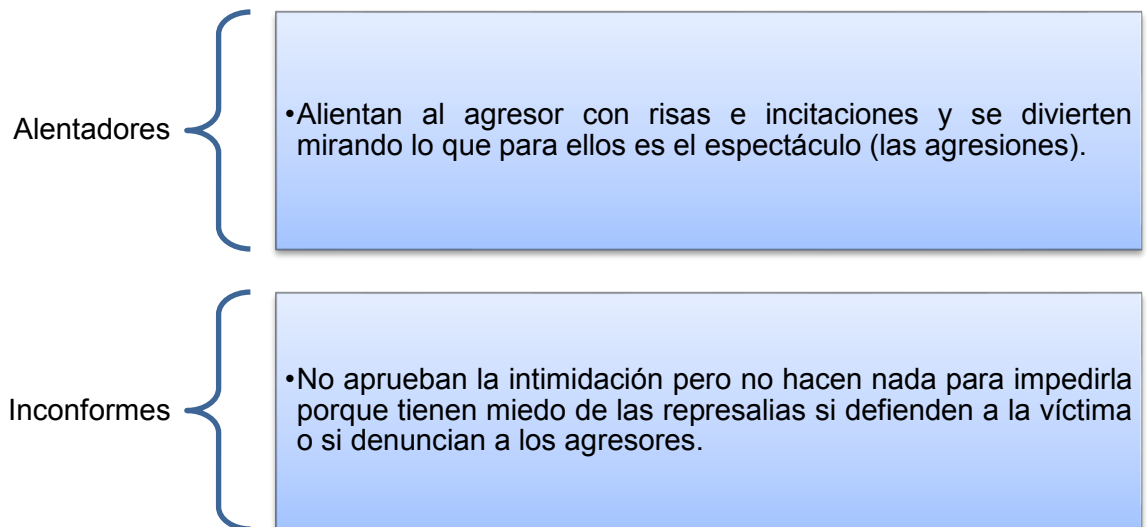 Alentadores
•Alientan al agresor con risas e incitaciones y se divierten
mirando lo que para ellos es el espectáculo (las agresiones).
Inconformes
•No aprueban la intimidación pero no hacen nada para impedirla
porque tienen miedo de las represalias si defienden a la víctima
o si denuncian a los agresores.